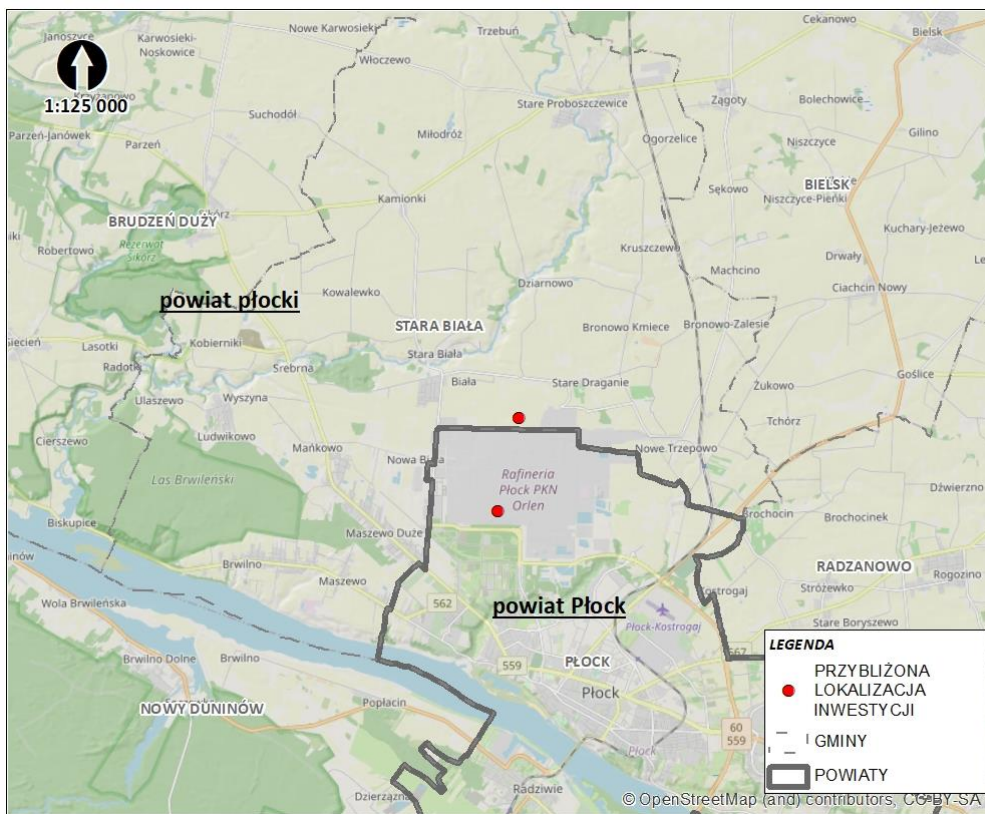 Nowe Karwosieki
Trzebuń
Cekanowo
Janoszyce
Karwosieki-
Noskowice
Bielsk
Włoczewo
1:125 000
Stare Proboszczewice
Zągoty
Bolechowice
Suchodół
Parzeń-Janówek
Parzeń
Miłodróż
Ogorzelice
Niszczyce
Gilino
BIELSK
Sękowo
Niszczyce-Pieńki
Kamionki
BRUDZEŃ DUŻY
Sikórz
Kuchary-Jeżewo
Robertowo
Rezerwat
Sikórz
Kruszczewo
Drwały
Machcino
Dziarnowo
Ciachcin Nowy
powiat płocki
Kowalewko
STARA BIAŁA
Bronowo Kmiece
Bronowo-Zalesie
Lasotki
Kobierniki
Stara Biała
Radotki
Srebrna
Goślice
Biała
Stare Draganie
Żukowo
Ulaszewo
Wyszyna
Tchórz
Cierszewo
Ludwikowo
Mańkowo
Nowe Trzepowo
Nowa Biała
Las Brwileński
Rafineria
Płock PKN
Orlen
Dźwierzno
Biskupice
Brochocin
Brochocinek
Maszewo Duże
Brwilno
RADZANOWO
Maszewo
Rogozino
Stróżewko
Kostrogaj
Wola Brwileńska
562
powiat Płock
Płock-Kostrogaj
Stare Boryszewo
LEGENDA
567
Brwilno Dolne
Brwilno
559
PŁOCK
PRZYBLIŻONA
LOKALIZACJA
INWESTYCJI
Płock
NOWY DUNINÓW
Popłacin
60
559
GMINY
Płock
POWIATY
Dzierzązna
Radziwie
© OpenStreetMap (and) contributors, CC-BY-SA